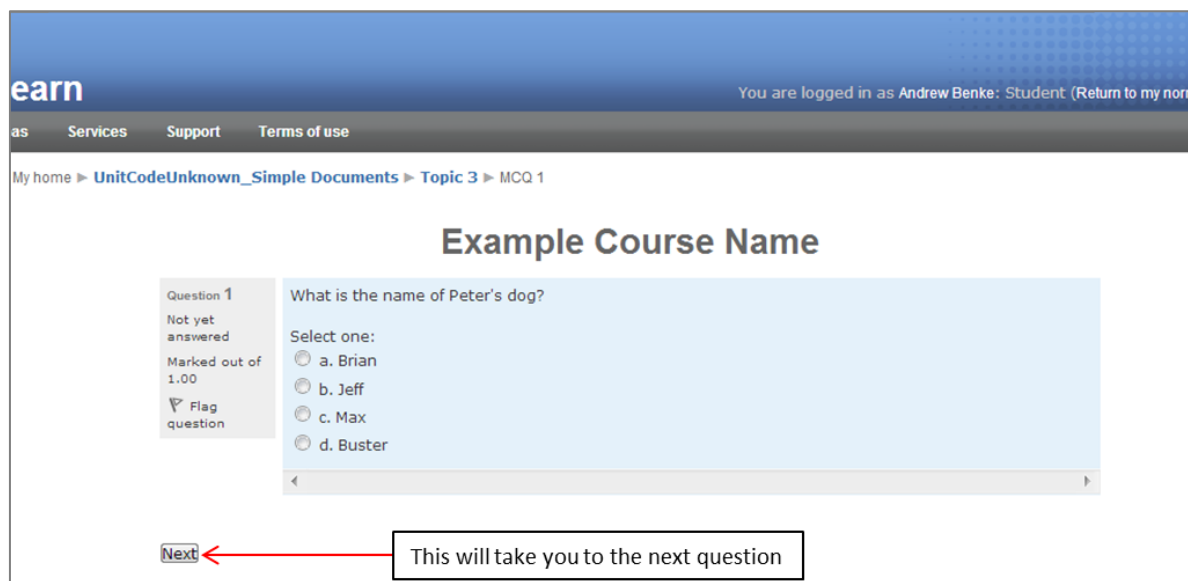 earn
You are logged in as Andrew Benke: Student (Return to my norr
as Services Support Terms of use
My home ► UnitCodeUnknown_Simple Documents ► Topic 3 ► MCQ 1
Example Course Name
Question 1
Not yet
answered
Marked out of
1.00
Flag
question
What is the name of Peter's dog?
Select one:
a. Brian
b. Jeff
c. Max
d. Buster
Next
This will take you to the next question